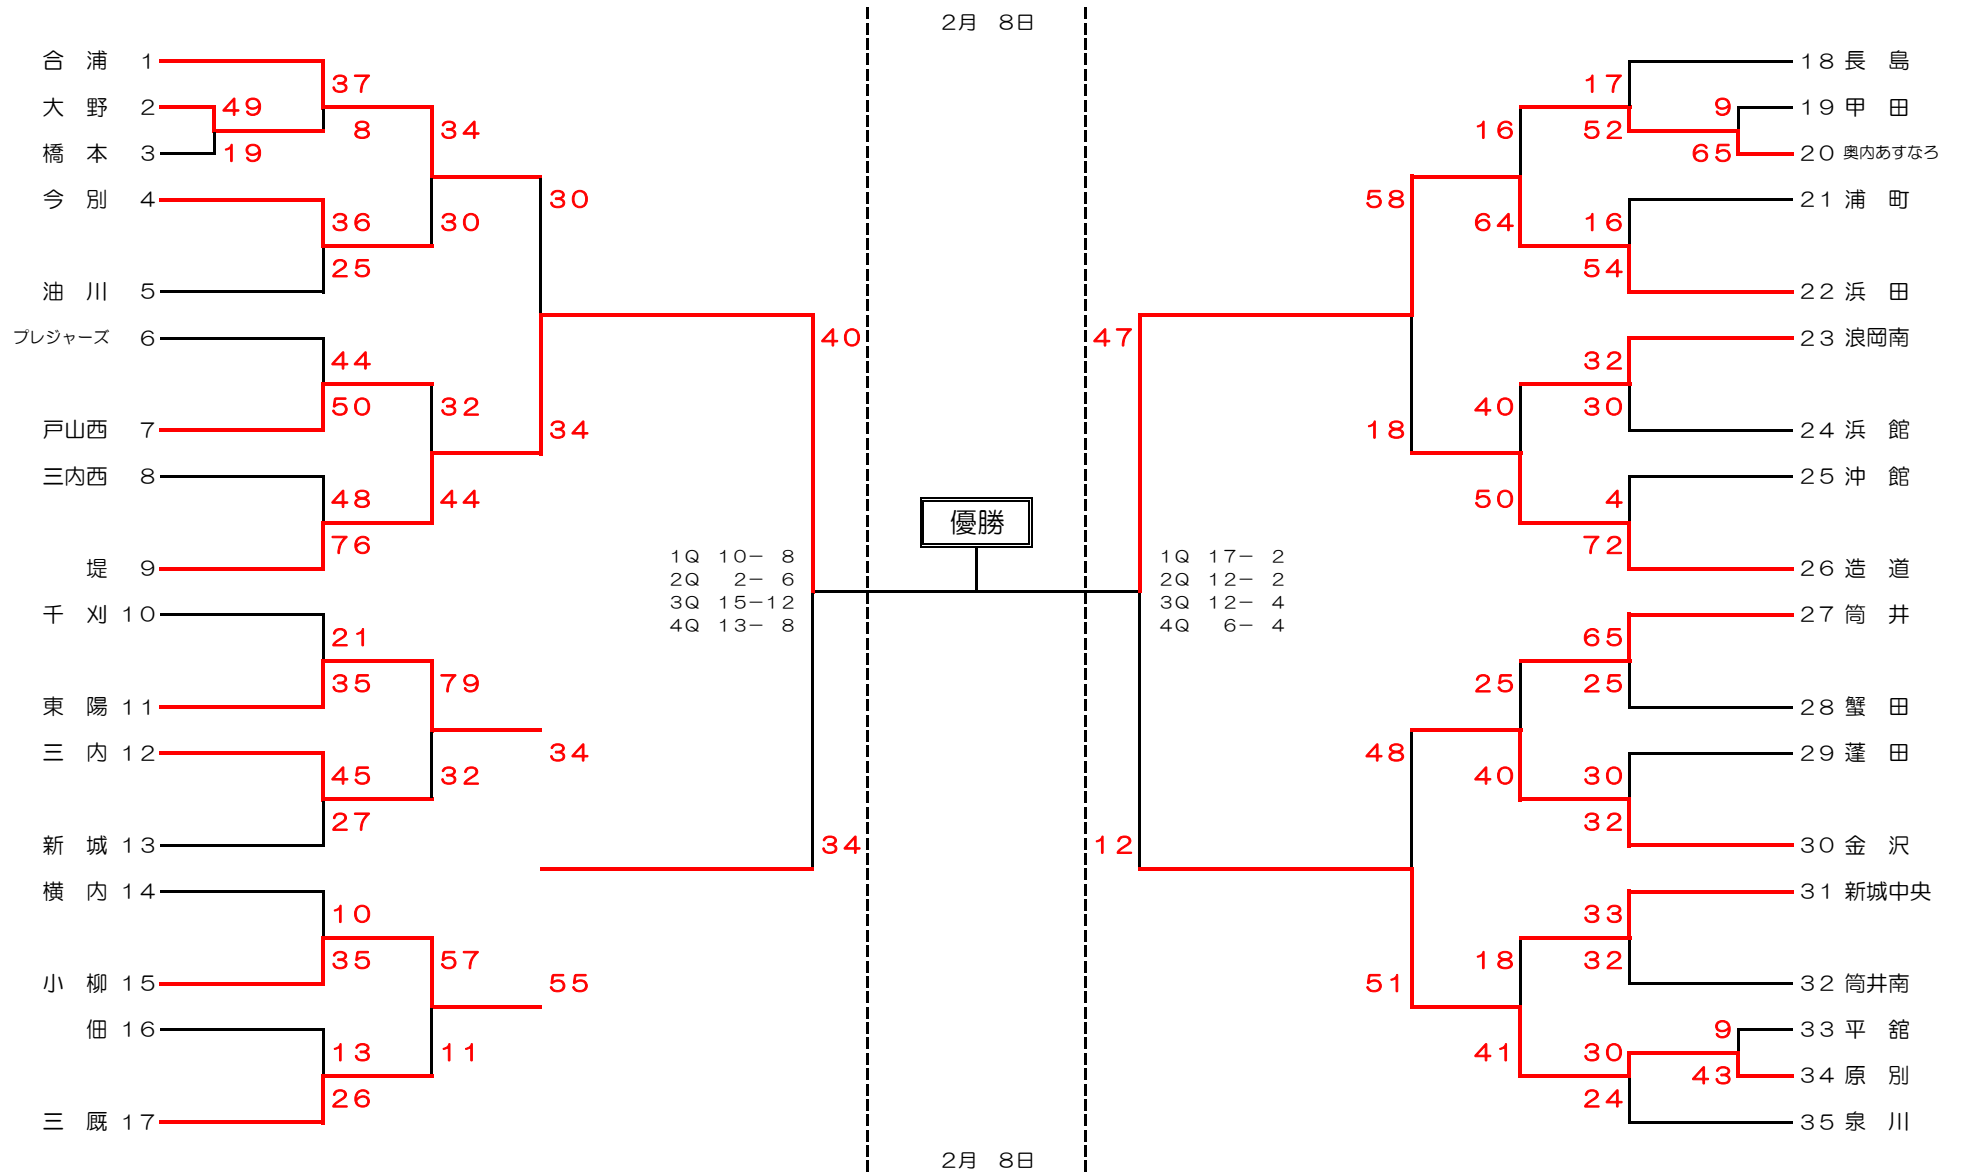 2月　8日
合　浦　1
37
大　野　2
49
8
34
橋　本　3
19
今　別　4
30
36
30
25
油　川　5
プレジャーズ　6
40
44
50
32
戸山西　7
34
三内西　8
48
44
76
堤　9
千　刈　10
21
35
79
東　陽　11
三　内　12
34
45
32
27
新　城　13
34
横　内　14
10
35
57
小　柳　15
55
佃　16
13
11
26
三　厩　17
1Q　10－　8
2Q　 2－　6
3Q　15－12
4Q　13－　8
優勝
1Q　17－　2
2Q　12－　2
3Q　12－　4
4Q　 6－　4
18　長　島
17
9
19　甲　田
16
52
65
20　奥内あすなろ
58
21　浦　町
64
16
54
22　浜　田
47
23　浪岡南
32
40
30
18
24　浜　館
25　沖　館
50
4
72
26　造　道
27　筒　井
65
25
25
28　蟹　田
48
29　蓬　田
40
30
32
12
30　金　沢
31　新城中央
33
18
32
51
32　筒井南
9
33　平　舘
41
30
43
34　原　別
24
35　泉　川
2月　8日